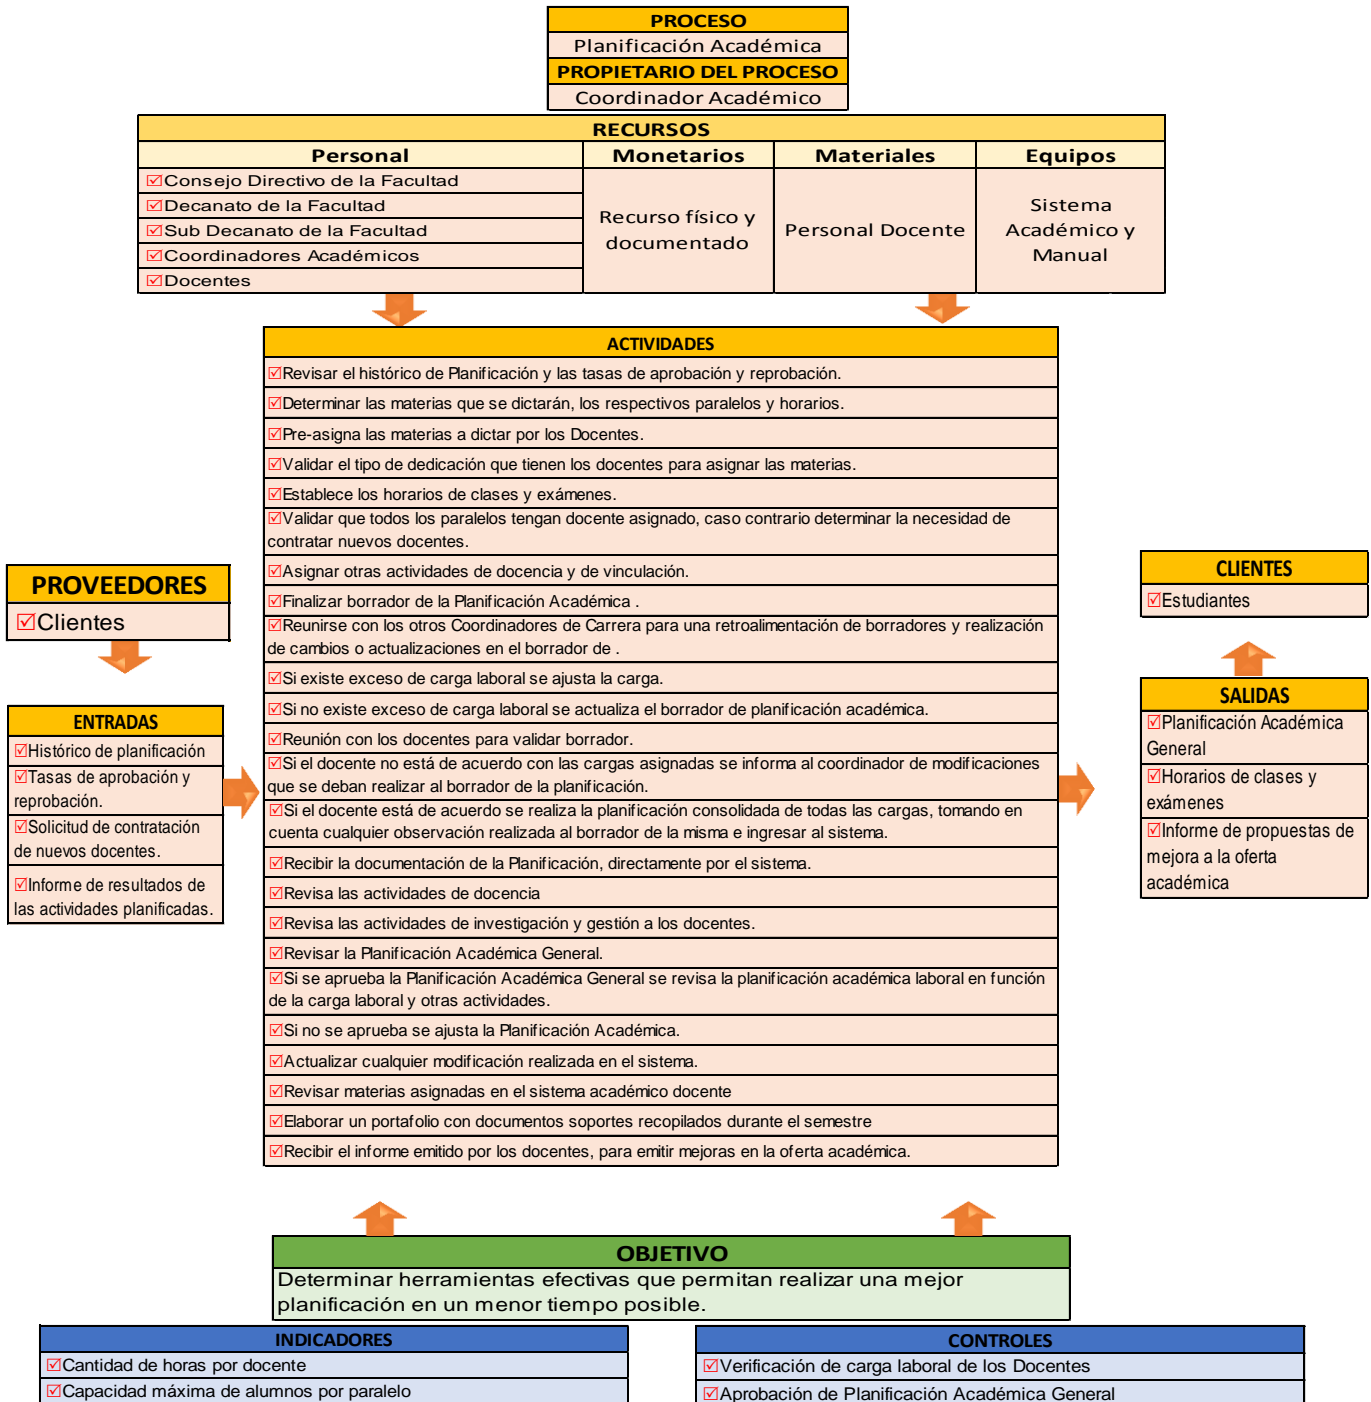 PROCESO
Planificación Académica
PROPIETARIO DEL PROCESO
Coordinador Académico
RECURSOS
Personal
Monetarios
Materiales
Equipos
☑Consejo Directivo de la Facultad
☑Decanato de la Facultad
☑Sub Decanato de la Facultad
☑Coordinadores Académicos
☑Docentes
Recurso físico y
documentado
Personal Docente
Sistema
Académico y
Manual
ACTIVIDADES
☑Revisar el histórico de Planificación y las tasas de aprobación y reprobación.
☑Determinar las materias que se dictarán, los respectivos paralelos y horarios.
☑Pre-asigna las materias a dictar por los Docentes.
☑Validar el tipo de dedicación que tienen los docentes para asignar las materias.
☑Establece los horarios de clases y exámenes.
☑Validar que todos los paralelos tengan docente asignado, caso contrario determinar la necesidad de
contratar nuevos docentes.
☑Asignar otras actividades de docencia y de vinculación.
☑Finalizar borrador de la Planificación Académica .
☑Reunirse con los otros Coordinadores de Carrera para una retroalimentación de borradores y realización
de cambios o actualizaciones en el borrador de .
☑Si existe exceso de carga laboral se ajusta la carga.
☑Si no existe exceso de carga laboral se actualiza el borrador de planificación académica.
☑Reunión con los docentes para validar borrador.
☑Si el docente no está de acuerdo con las cargas asignadas se informa al coordinador de modificaciones
que se deban realizar al borrador de la planificación.
☑Si el docente está de acuerdo se realiza la planificación consolidada de todas las cargas, tomando en
cuenta cualquier observación realizada al borrador de la misma e ingresar al sistema.
☑Recibir la documentación de la Planificación, directamente por el sistema.
☑Revisa las actividades de docencia
☑Revisa las actividades de investigación y gestión a los docentes.
☑Revisar la Planificación Académica General.
☑Si se aprueba la Planificación Académica General se revisa la planificación académica laboral en función
de la carga laboral y otras actividades.
☑Si no se aprueba se ajusta la Planificación Académica.
☑Actualizar cualquier modificación realizada en el sistema.
☑Revisar materias asignadas en el sistema académico docente
☑Elaborar un portafolio con documentos soportes recopilados durante el semestre
☑Recibir el informe emitido por los docentes, para emitir mejoras en la oferta académica.
PROVEEDORES
☑Clientes
ENTRADAS
☑Histórico de planificación
☑Tasas de aprobación y
reprobación.
☑Solicitud de contratación
de nuevos docentes.
☑Informe de resultados de
las actividades planificadas.
CLIENTES
☑Estudiantes
SALIDAS
☑Planificación Académica
General
☑Horarios de clases y
exámenes
☑Informe de propuestas de
mejora a la oferta
académica
OBJETIVO
Determinar herramientas efectivas que permitan realizar una mejor
planificación en un menor tiempo posible.
INDICADORES
☑Cantidad de horas por docente
☑Capacidad máxima de alumnos por paralelo
CONTROLES
☑Verificación de carga laboral de los Docentes
☑Aprobación de Planificación Académica General